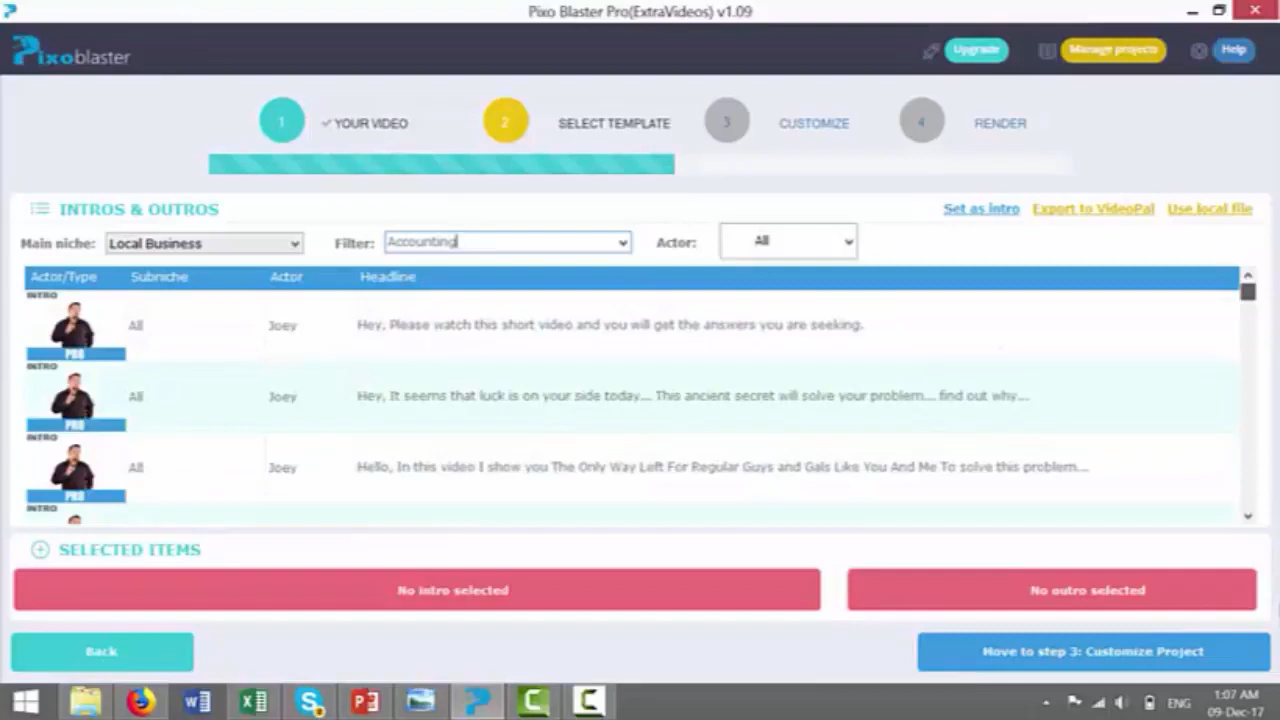 Pixo Blaster Pro(ExtraVideos) v1.09
Pixoblaster
Upgrade
Manage projects
Help
1 ✓ YOUR VIDEO
2 SELECT TEMPLATE
3 CUSTOMIZE
4 RENDER
INTROS & OUTROS
Set as intro Export to VideoPal Use local file
Main niche: Local Business Filter: Accounting Actor: All
Actor/Type Subniche Actor Headline
INTRO
All Joey Hey, Please watch this short video and you will get the answers you are seeking.
PRO
INTRO
All Joey Hey, It seems that luck is on your side today.... This ancient secret will solve your problem.... find out why....
PRO
INTRO
All Joey Hello, In this video I show you The Only Way Left For Regular Guys and Gals Like You And Me To solve this problem....
PRO
INTRO
SELECTED ITEMS
No intro selected No outro selected
Back Move to step 3: Customize Project
ENG
1:07 AM
09-Dec-17